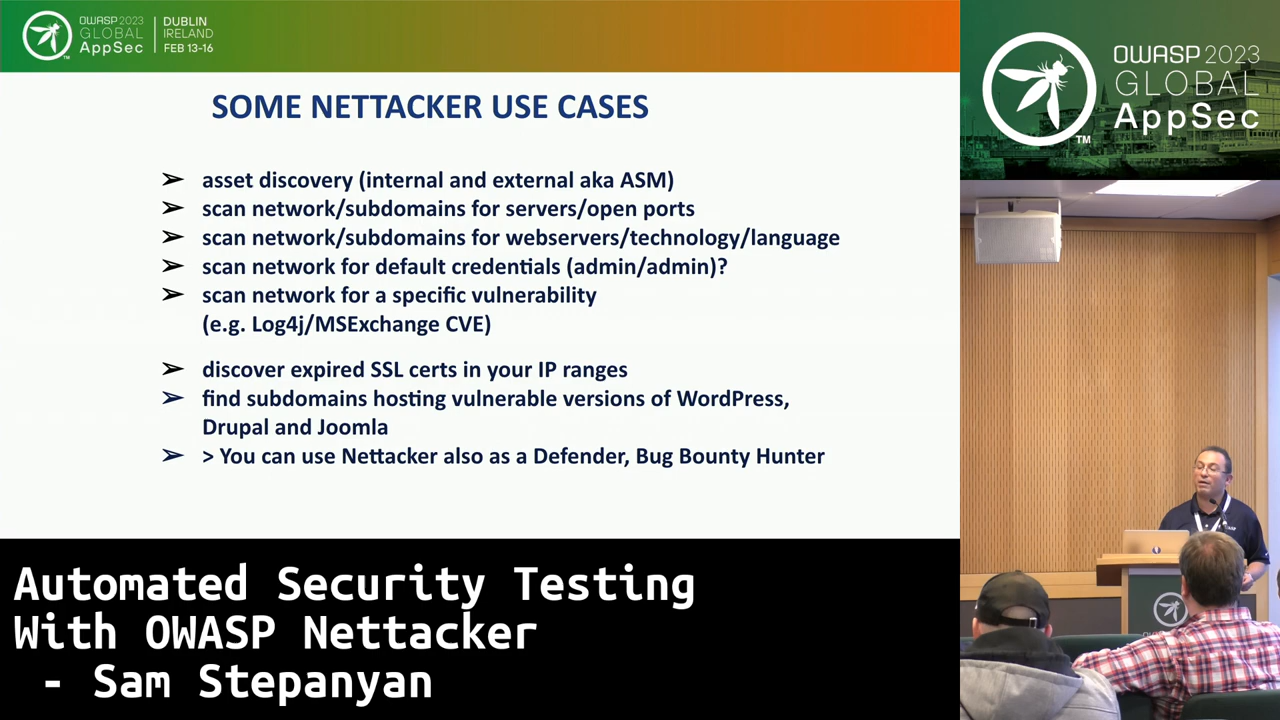 OWASP 2023
GLOBAL
AppSec
TM
DUBLIN
IRELAND
FEB 13-16
SOME NETTACKER USE CASES
➢ asset discovery (internal and external aka ASM)
➢ scan network/subdomains for servers/open ports
➢ scan network/subdomains for webservers/technology/language
➢ scan network for default credentials (admin/admin)?
➢ scan network for a specific vulnerability
(e.g. Log4j/MSExchange CVE)
➢ discover expired SSL certs in your IP ranges
➢ find subdomains hosting vulnerable versions of WordPress,
Drupal and Joomla
➢ > You can use Nettacker also as a Defender, Bug Bounty Hunter
Automated Security Testing
With OWASP Nettacker
- Sam Stepanyan
OWASP 2023
GLOBAL
AppSec
TM